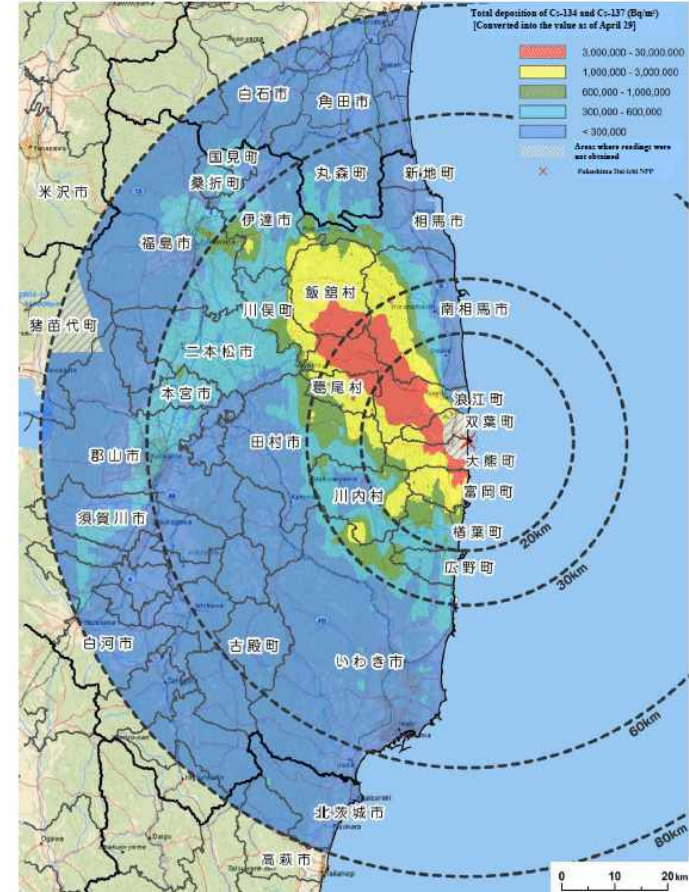 Total deposition of Cs-134 and Cs-137 (Bq/m²)
[Converted into the value as of April 29]
3,000,000 - 30,000,000
1,000,000 - 3,000,000
600,000 - 1,000,000
300,000 - 600,000
< 300,000
Areas where readings were
not obtained
Fukushima Dai-ichi NPP
白石市
角田市
国見町
丸森町
新地町
桑折町
米沢市
伊達市
相馬市
福島市
飯舘村
川俣町
南相馬市
猪苗代町
二本松市
本宮市
葛尾村
浪江町
双葉町
田村市
大熊町
郡山市
川内村
富岡町
須賀川市
楢葉町
20km
広野町
30km
白河市
古殿町
いわき市
60km
北茨城市
80km
高萩市
Ogawa
Daigo
0 10 20 km